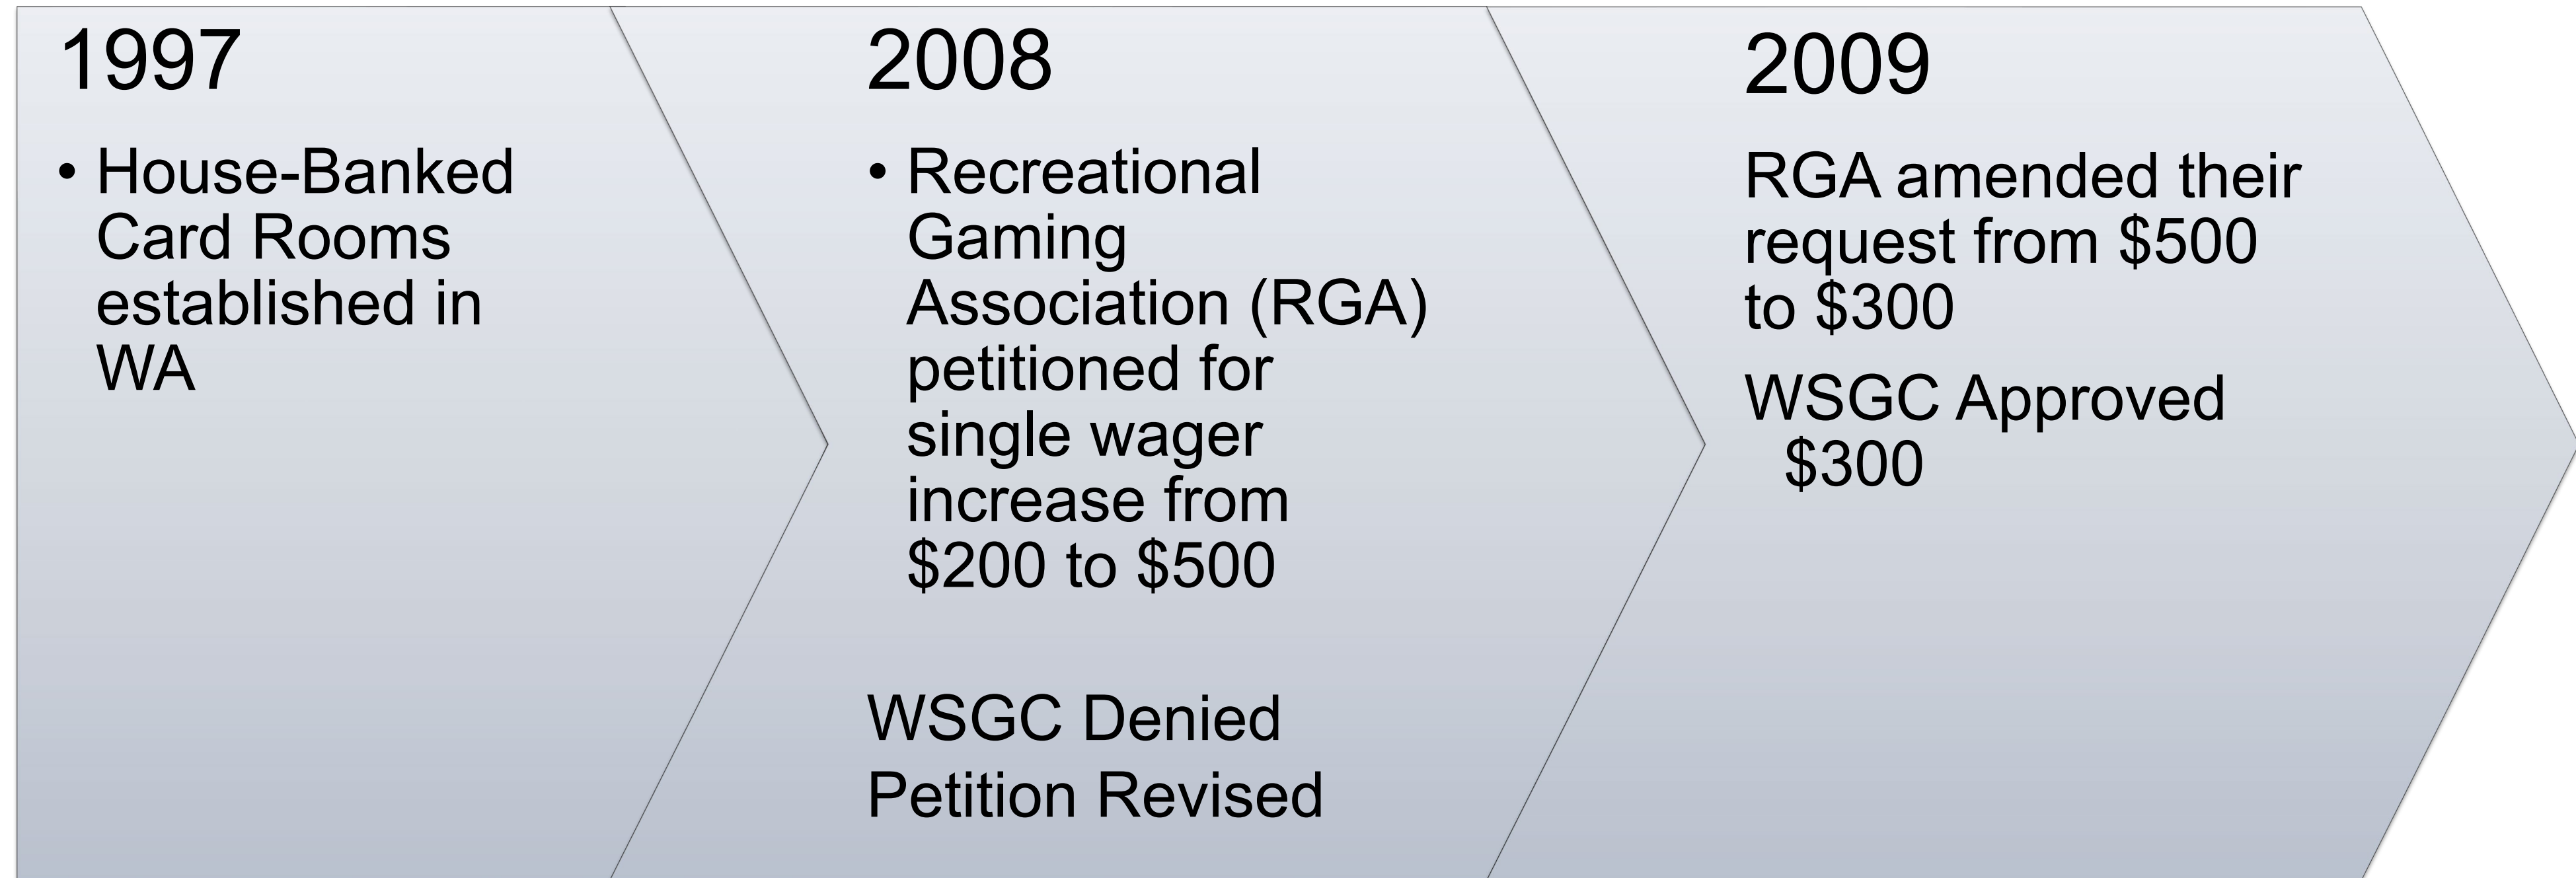 1997
• House-Banked
Card Rooms
established in
WA
2008
• Recreational
Gaming
Association (RGA)
petitioned for
single wager
increase from
$200 to $500
WSGC Denied
Petition Revised
2009
RGA amended their
request from $500
to $300
WSGC Approved
$300